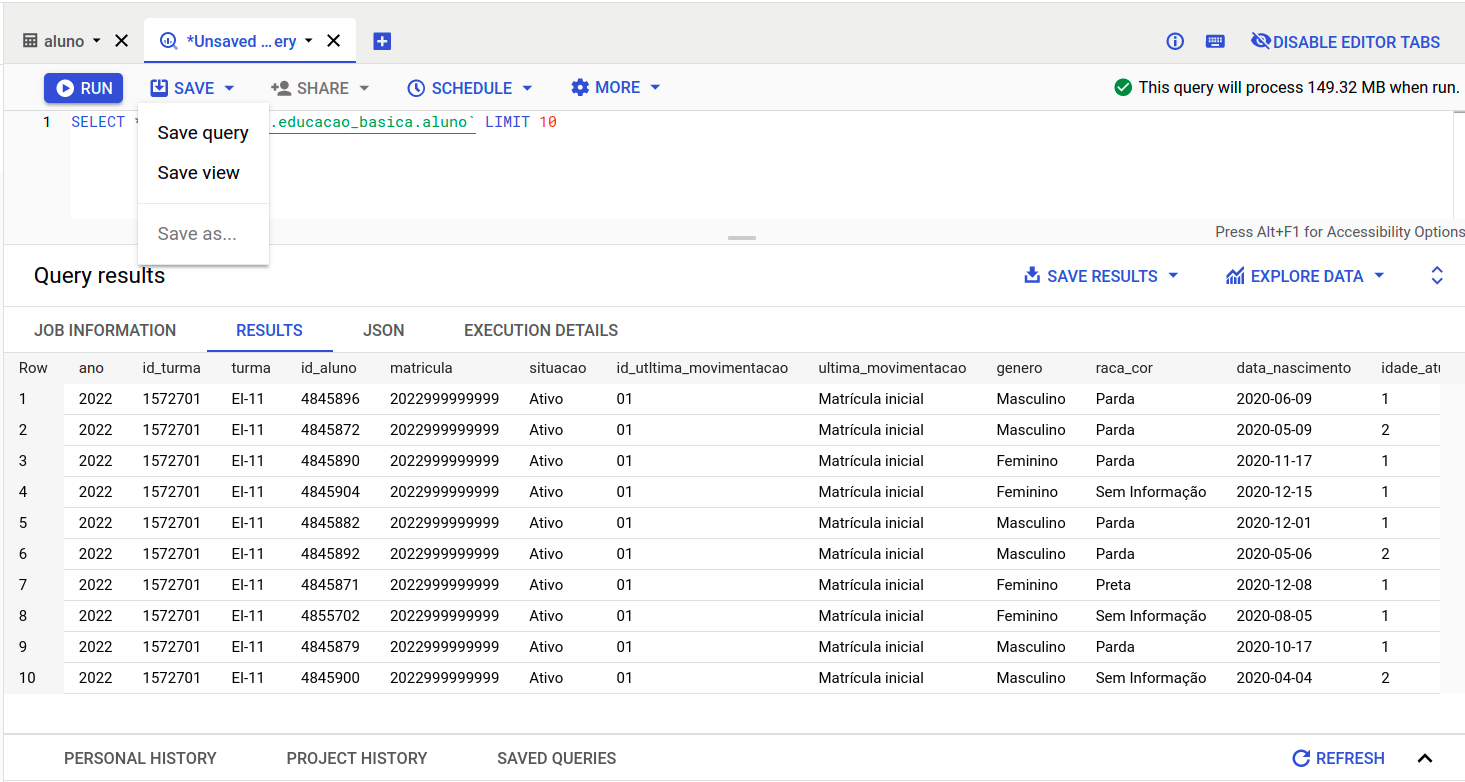 aluno *Unsaved ... ery DISABLE EDITOR TABS
RUN SAVE SHARE SCHEDULE MORE This query will process 149.32 MB when run.
1 SELECT * .educacao_basica.aluno` LIMIT 10
Save query
Save view
Save as...
Press Alt+F1 for Accessibility Options
Query results SAVE RESULTS EXPLORE DATA
JOB INFORMATION RESULTS JSON EXECUTION DETAILS
Row ano id_turma turma id_aluno matricula situacao id_utltima_movimentacao ultima_movimentacao genero raca_cor data_nascimento idade_atu
1 2022 1572701 EI-11 4845896 2022999999999 Ativo 01 Matrícula inicial Masculino Parda 2020-06-09 1
2 2022 1572701 EI-11 4845872 2022999999999 Ativo 01 Matrícula inicial Masculino Parda 2020-05-09 2
3 2022 1572701 EI-11 4845890 2022999999999 Ativo 01 Matrícula inicial Feminino Parda 2020-11-17 1
4 2022 1572701 EI-11 4845904 2022999999999 Ativo 01 Matrícula inicial Feminino Sem Informação 2020-12-15 1
5 2022 1572701 EI-11 4845882 2022999999999 Ativo 01 Matrícula inicial Masculino Parda 2020-12-01 1
6 2022 1572701 EI-11 4845892 2022999999999 Ativo 01 Matrícula inicial Masculino Parda 2020-05-06 2
7 2022 1572701 EI-11 4845871 2022999999999 Ativo 01 Matrícula inicial Feminino Preta 2020-12-08 1
8 2022 1572701 EI-11 4855702 2022999999999 Ativo 01 Matrícula inicial Feminino Sem Informação 2020-08-05 1
9 2022 1572701 EI-11 4845879 2022999999999 Ativo 01 Matrícula inicial Masculino Parda 2020-10-17 1
10 2022 1572701 EI-11 4845900 2022999999999 Ativo 01 Matrícula inicial Masculino Sem Informação 2020-04-04 2
PERSONAL HISTORY PROJECT HISTORY SAVED QUERIES REFRESH